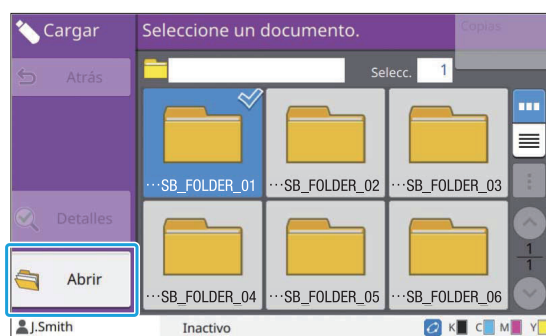 Cargar
Seleccione un documento.
Copias
Atrás
Selecc. 1
···SB_FOLDER_01 ···SB_FOLDER_02 ···SB_FOLDER_03
Detalles
1
1
Abrir
···SB_FOLDER_04 ···SB_FOLDER_05 ···SB_FOLDER_06
J.Smith Inactivo K C M Y